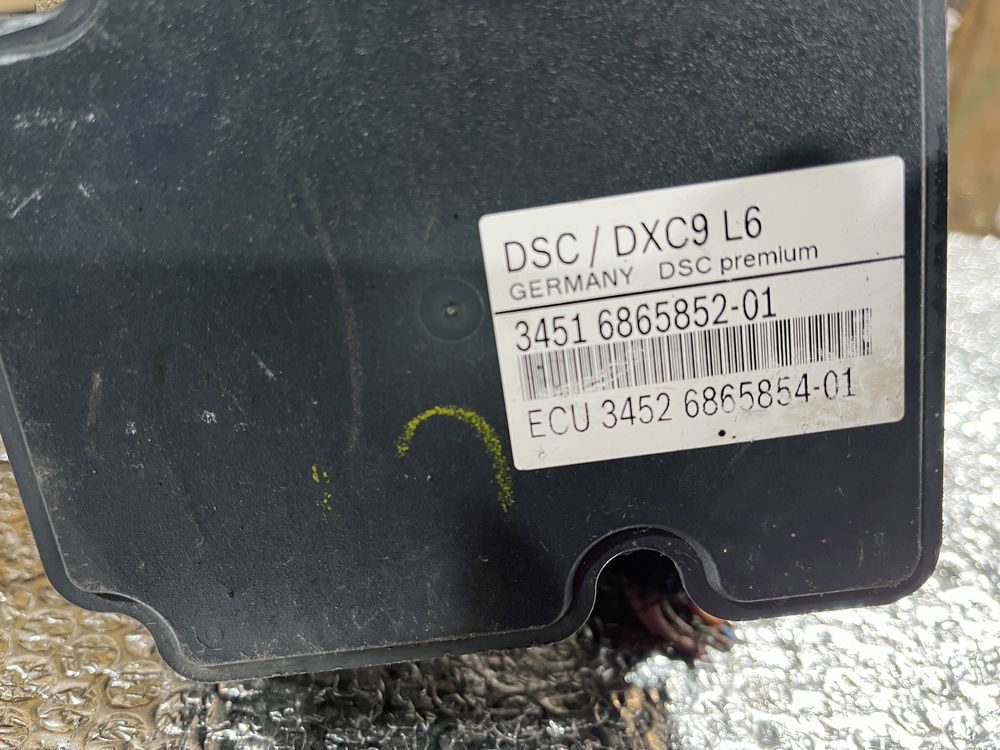 DSC / DXC9 L6
GERMANY DSC premium
3451 6865852-01
ECU 3452 6865854-01